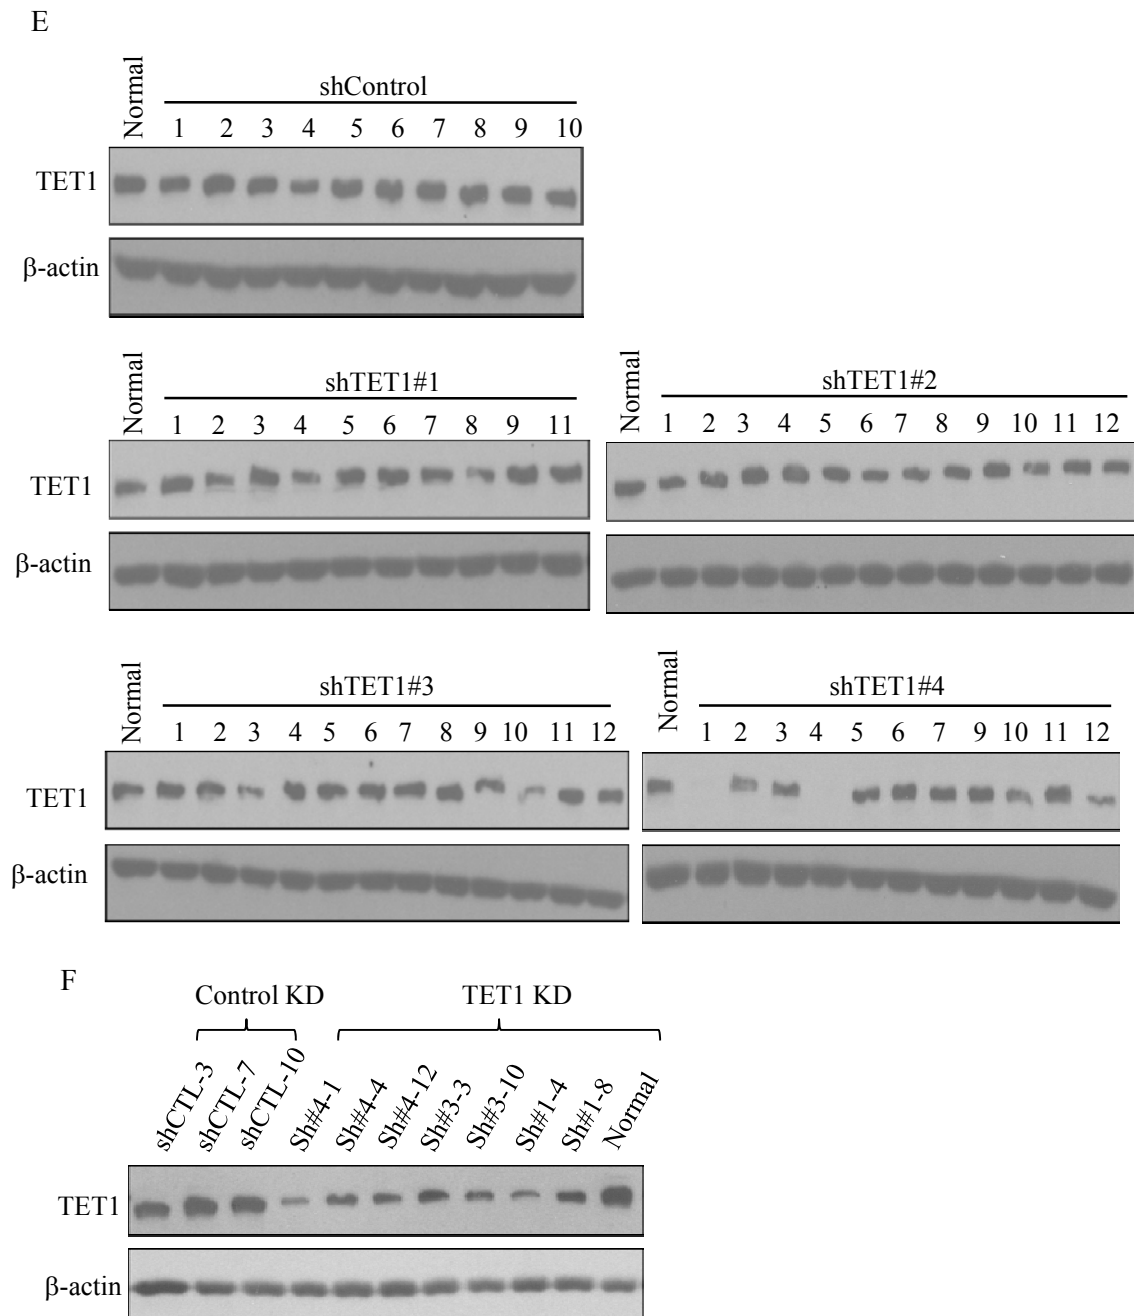 E
Normal
shControl
1 2 3 4 5 6 7 8 9 10
TET1
β-actin
Normal
shTET1#1
1 2 3 4 5 6 7 8 9 11
TET1
β-actin
Normal
shTET1#2
1 2 3 4 5 6 7 8 9 10 11 12
Normal
shTET1#3
1 2 3 4 5 6 7 8 9 10 11 12
TET1
β-actin
Normal
shTET1#4
1 2 3 4 5 6 7 9 10 11 12
F
Control KD
TET1 KD
shCTL-3
shCTL-7
shCTL-10
Sh#4-1
Sh#4-4
Sh#4-12
Sh#3-3
Sh#3-10
Sh#1-4
Sh#1-8
Normal
TET1
β-actin